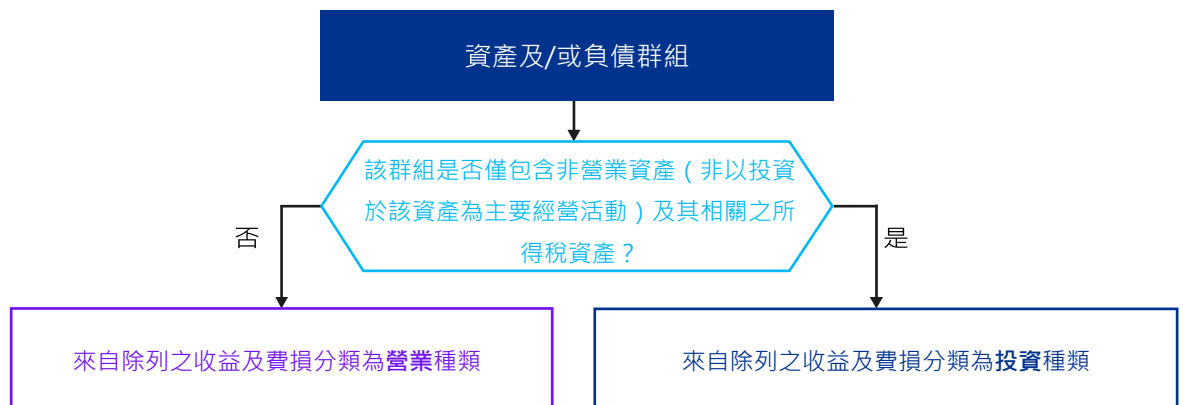 資產及/或負債群組
該群組是否僅包含非營業資產（非以投資
於該資產為主要經營活動）及其相關之所
得稅資產？
否
是
來自除列之收益及費損分類為營業種類
來自除列之收益及費損分類為投資種類